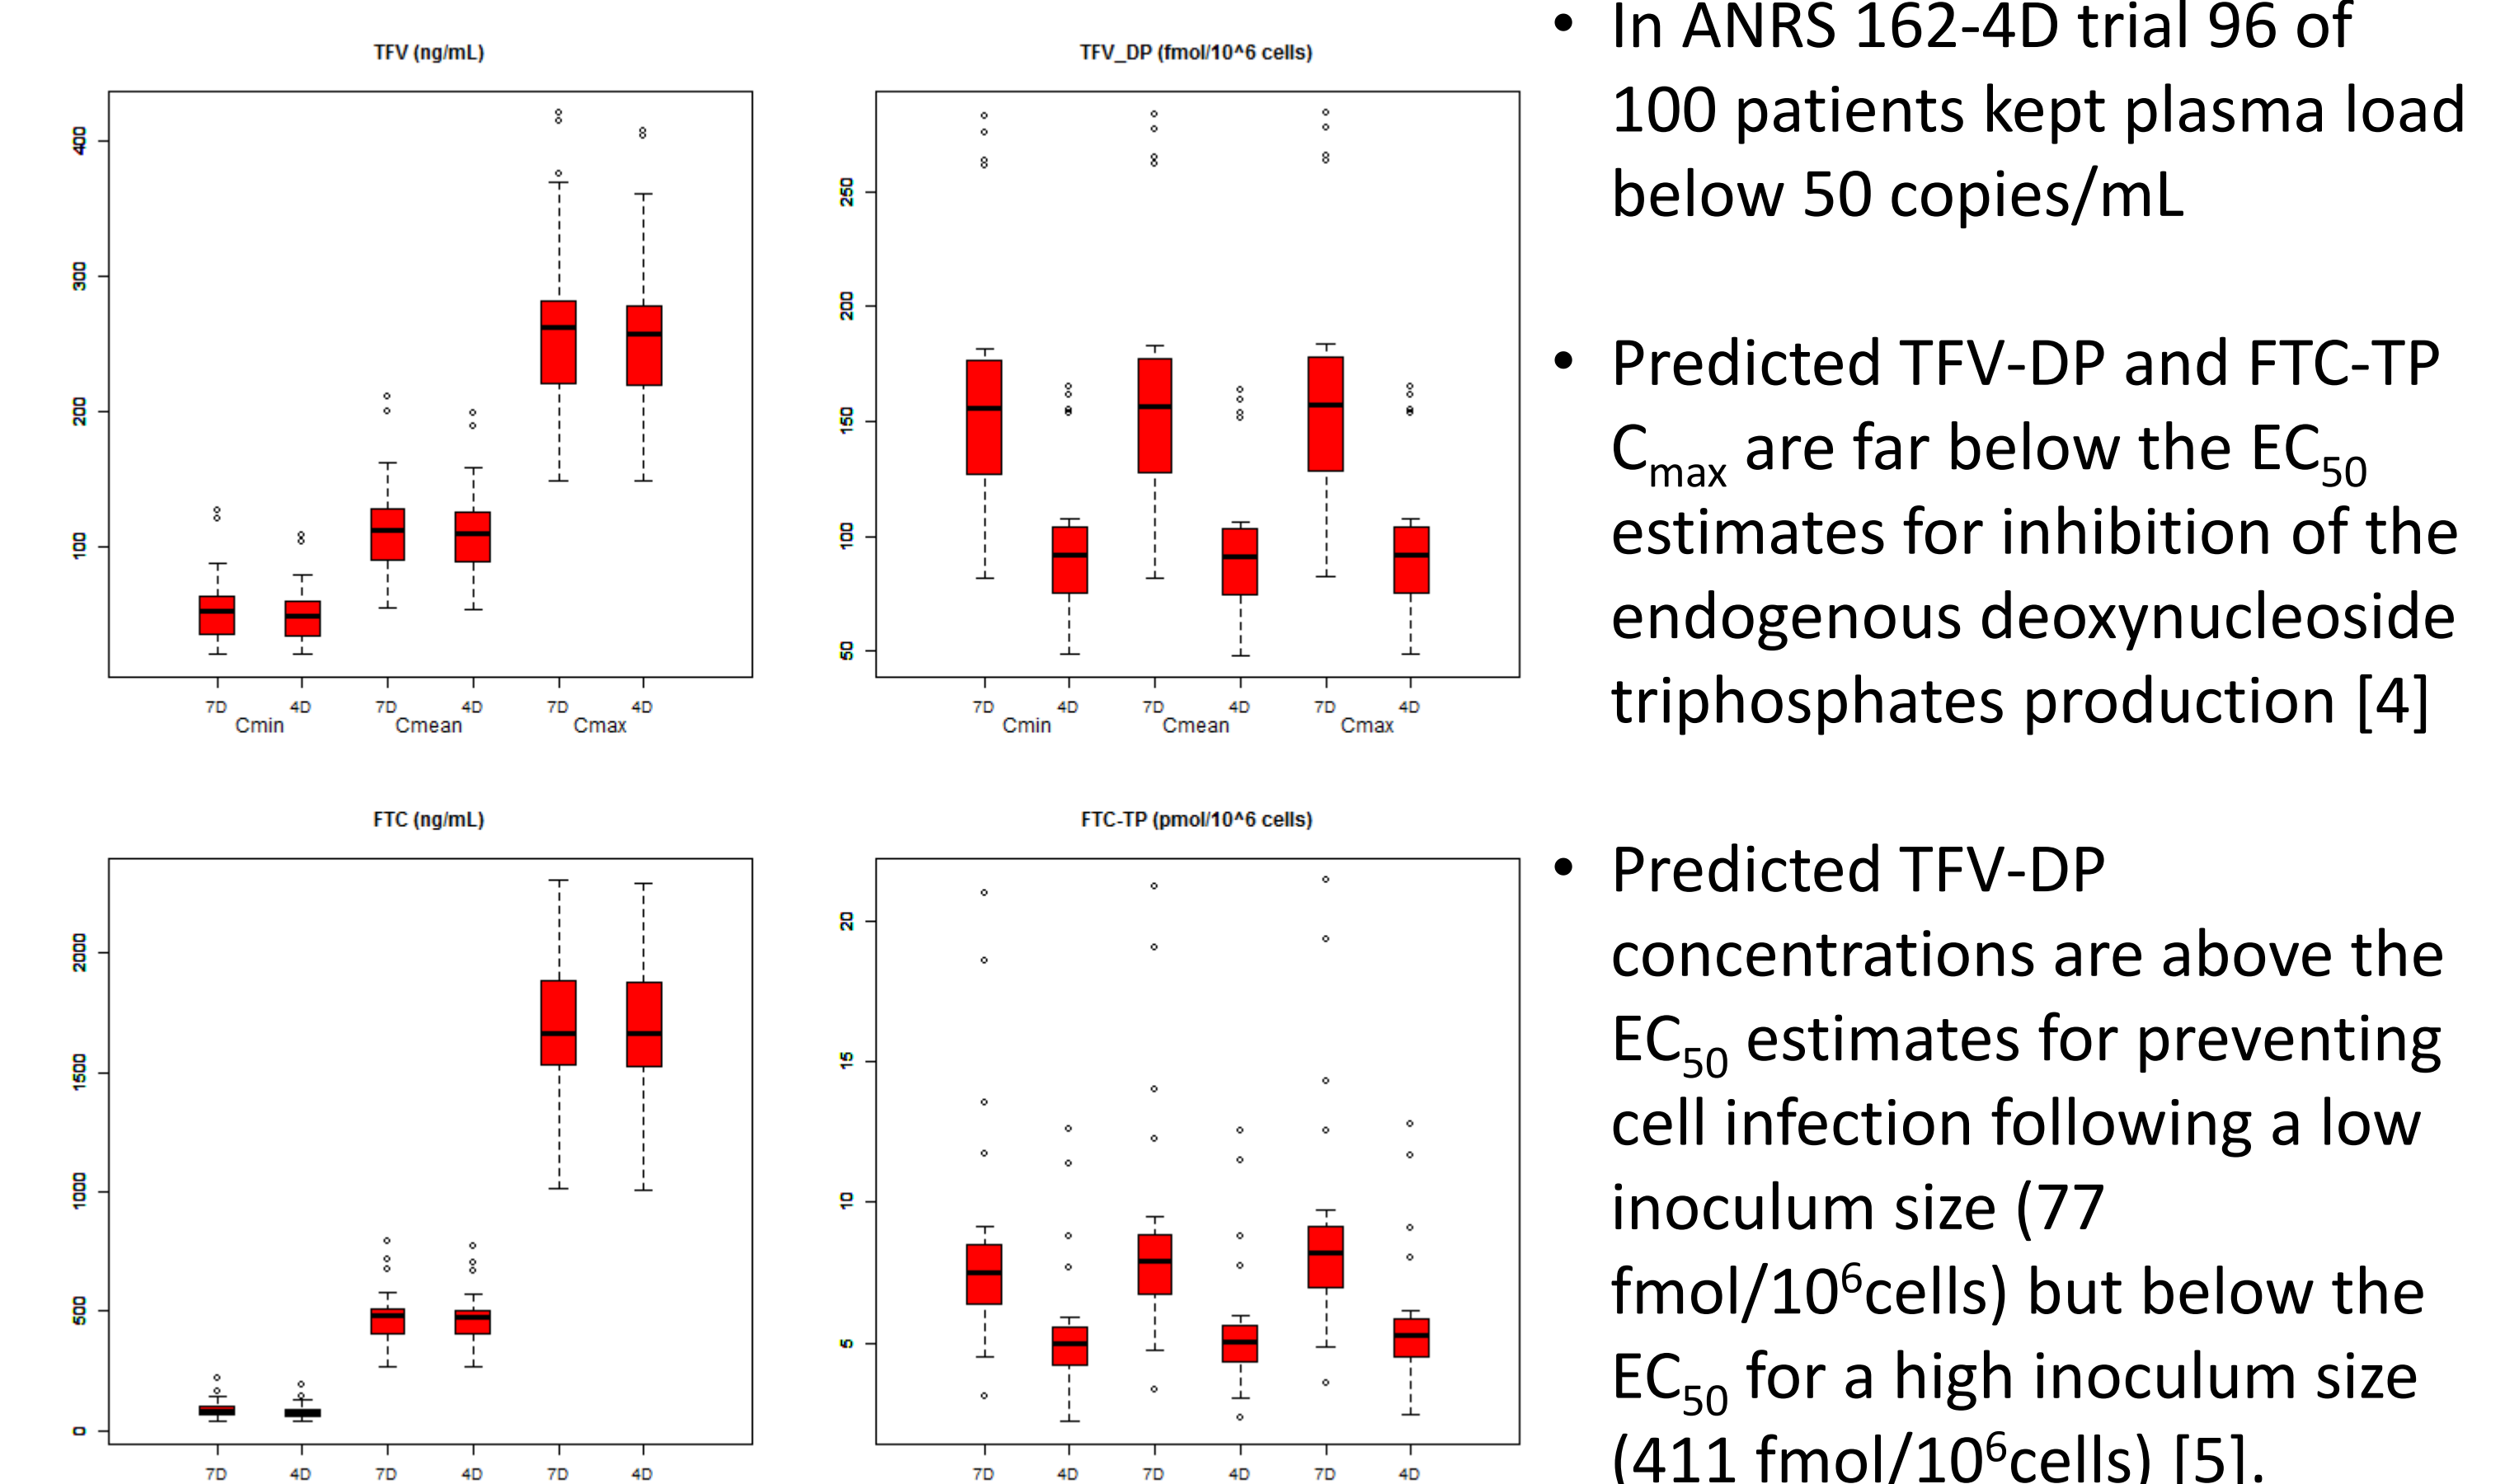 TFV (ng/mL)
400
300
200
100
7D 4D 7D 4D 7D 4D
Cmin Cmean Cmax
TFV_DP (fmol/10^6 cells)
250
200
150
100
50
7D 4D 7D 4D 7D 4D
Cmin Cmean Cmax
FTC (ng/mL)
2000
1500
1000
500
0
7D 4D 7D 4D 7D 4D
FTC-TP (pmol/10^6 cells)
20
15
10
5
7D 4D 7D 4D 7D 4D
• In ANRS 162-4D trial 96 of
100 patients kept plasma load
below 50 copies/mL
• Predicted TFV-DP and FTC-TP
Cmax are far below the EC50
estimates for inhibition of the
endogenous deoxynucleoside
triphosphates production [4]
• Predicted TFV-DP
concentrations are above the
EC50 estimates for preventing
cell infection following a low
inoculum size (77
fmol/10⁶cells) but below the
EC50 for a high inoculum size
(411 fmol/10⁶cells) [5].